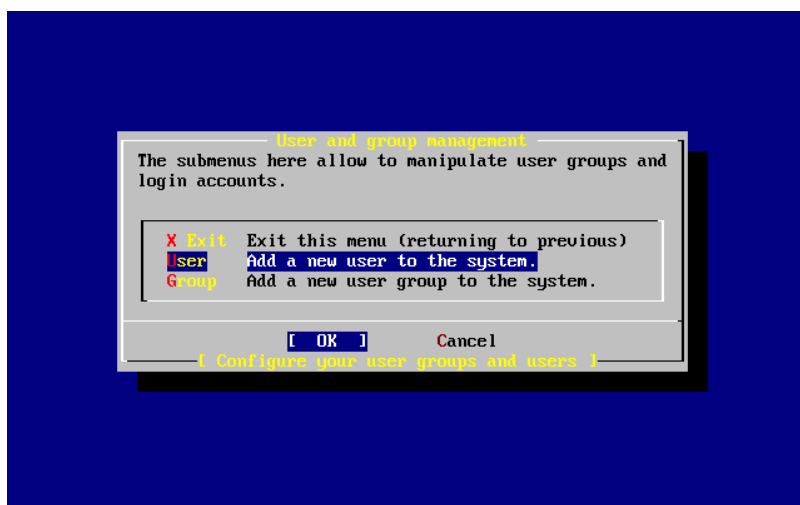 User and group management
The submenus here allow to manipulate user groups and
login accounts.
X Exit Exit this menu (returning to previous)
User Add a new user to the system.
Group Add a new user group to the system.
[ OK ] Cancel
[ Configure your user groups and users ]